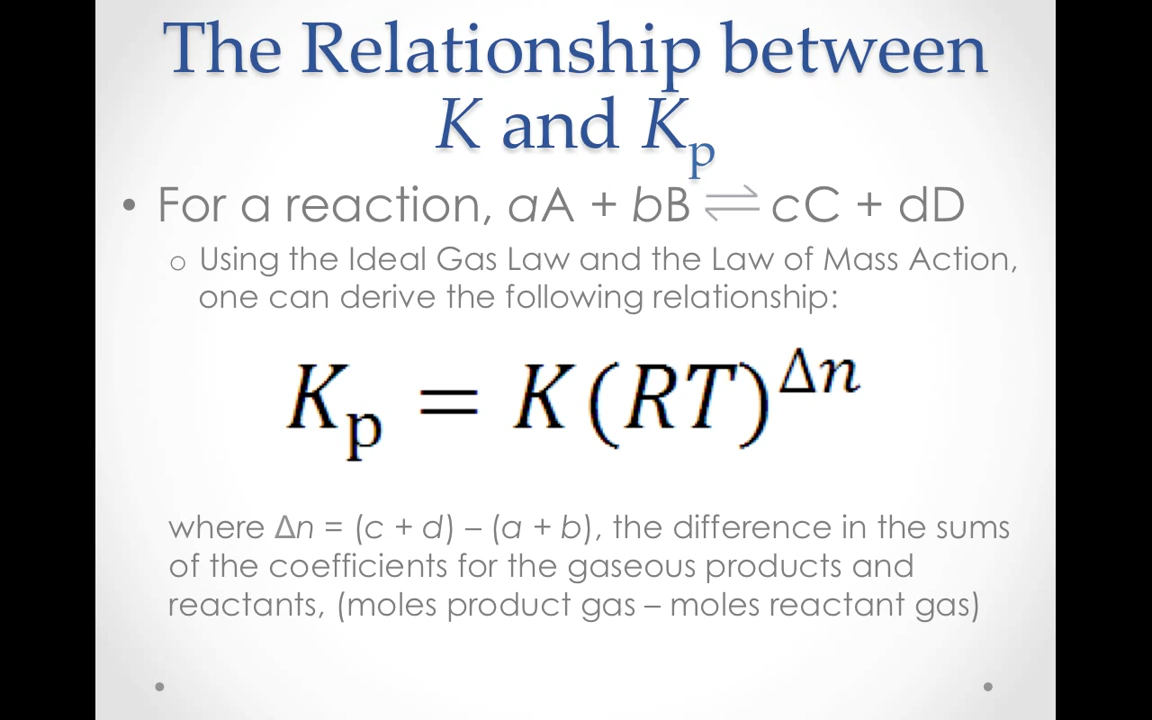 The Relationship between
K and Kp
• For a reaction, aA + bB ⇌ cC + dD
o Using the Ideal Gas Law and the Law of Mass Action,
one can derive the following relationship:
Kp = K(RT)^Δn
where Δn = (c + d) – (a + b), the difference in the sums
of the coefficients for the gaseous products and
reactants, (moles product gas – moles reactant gas)